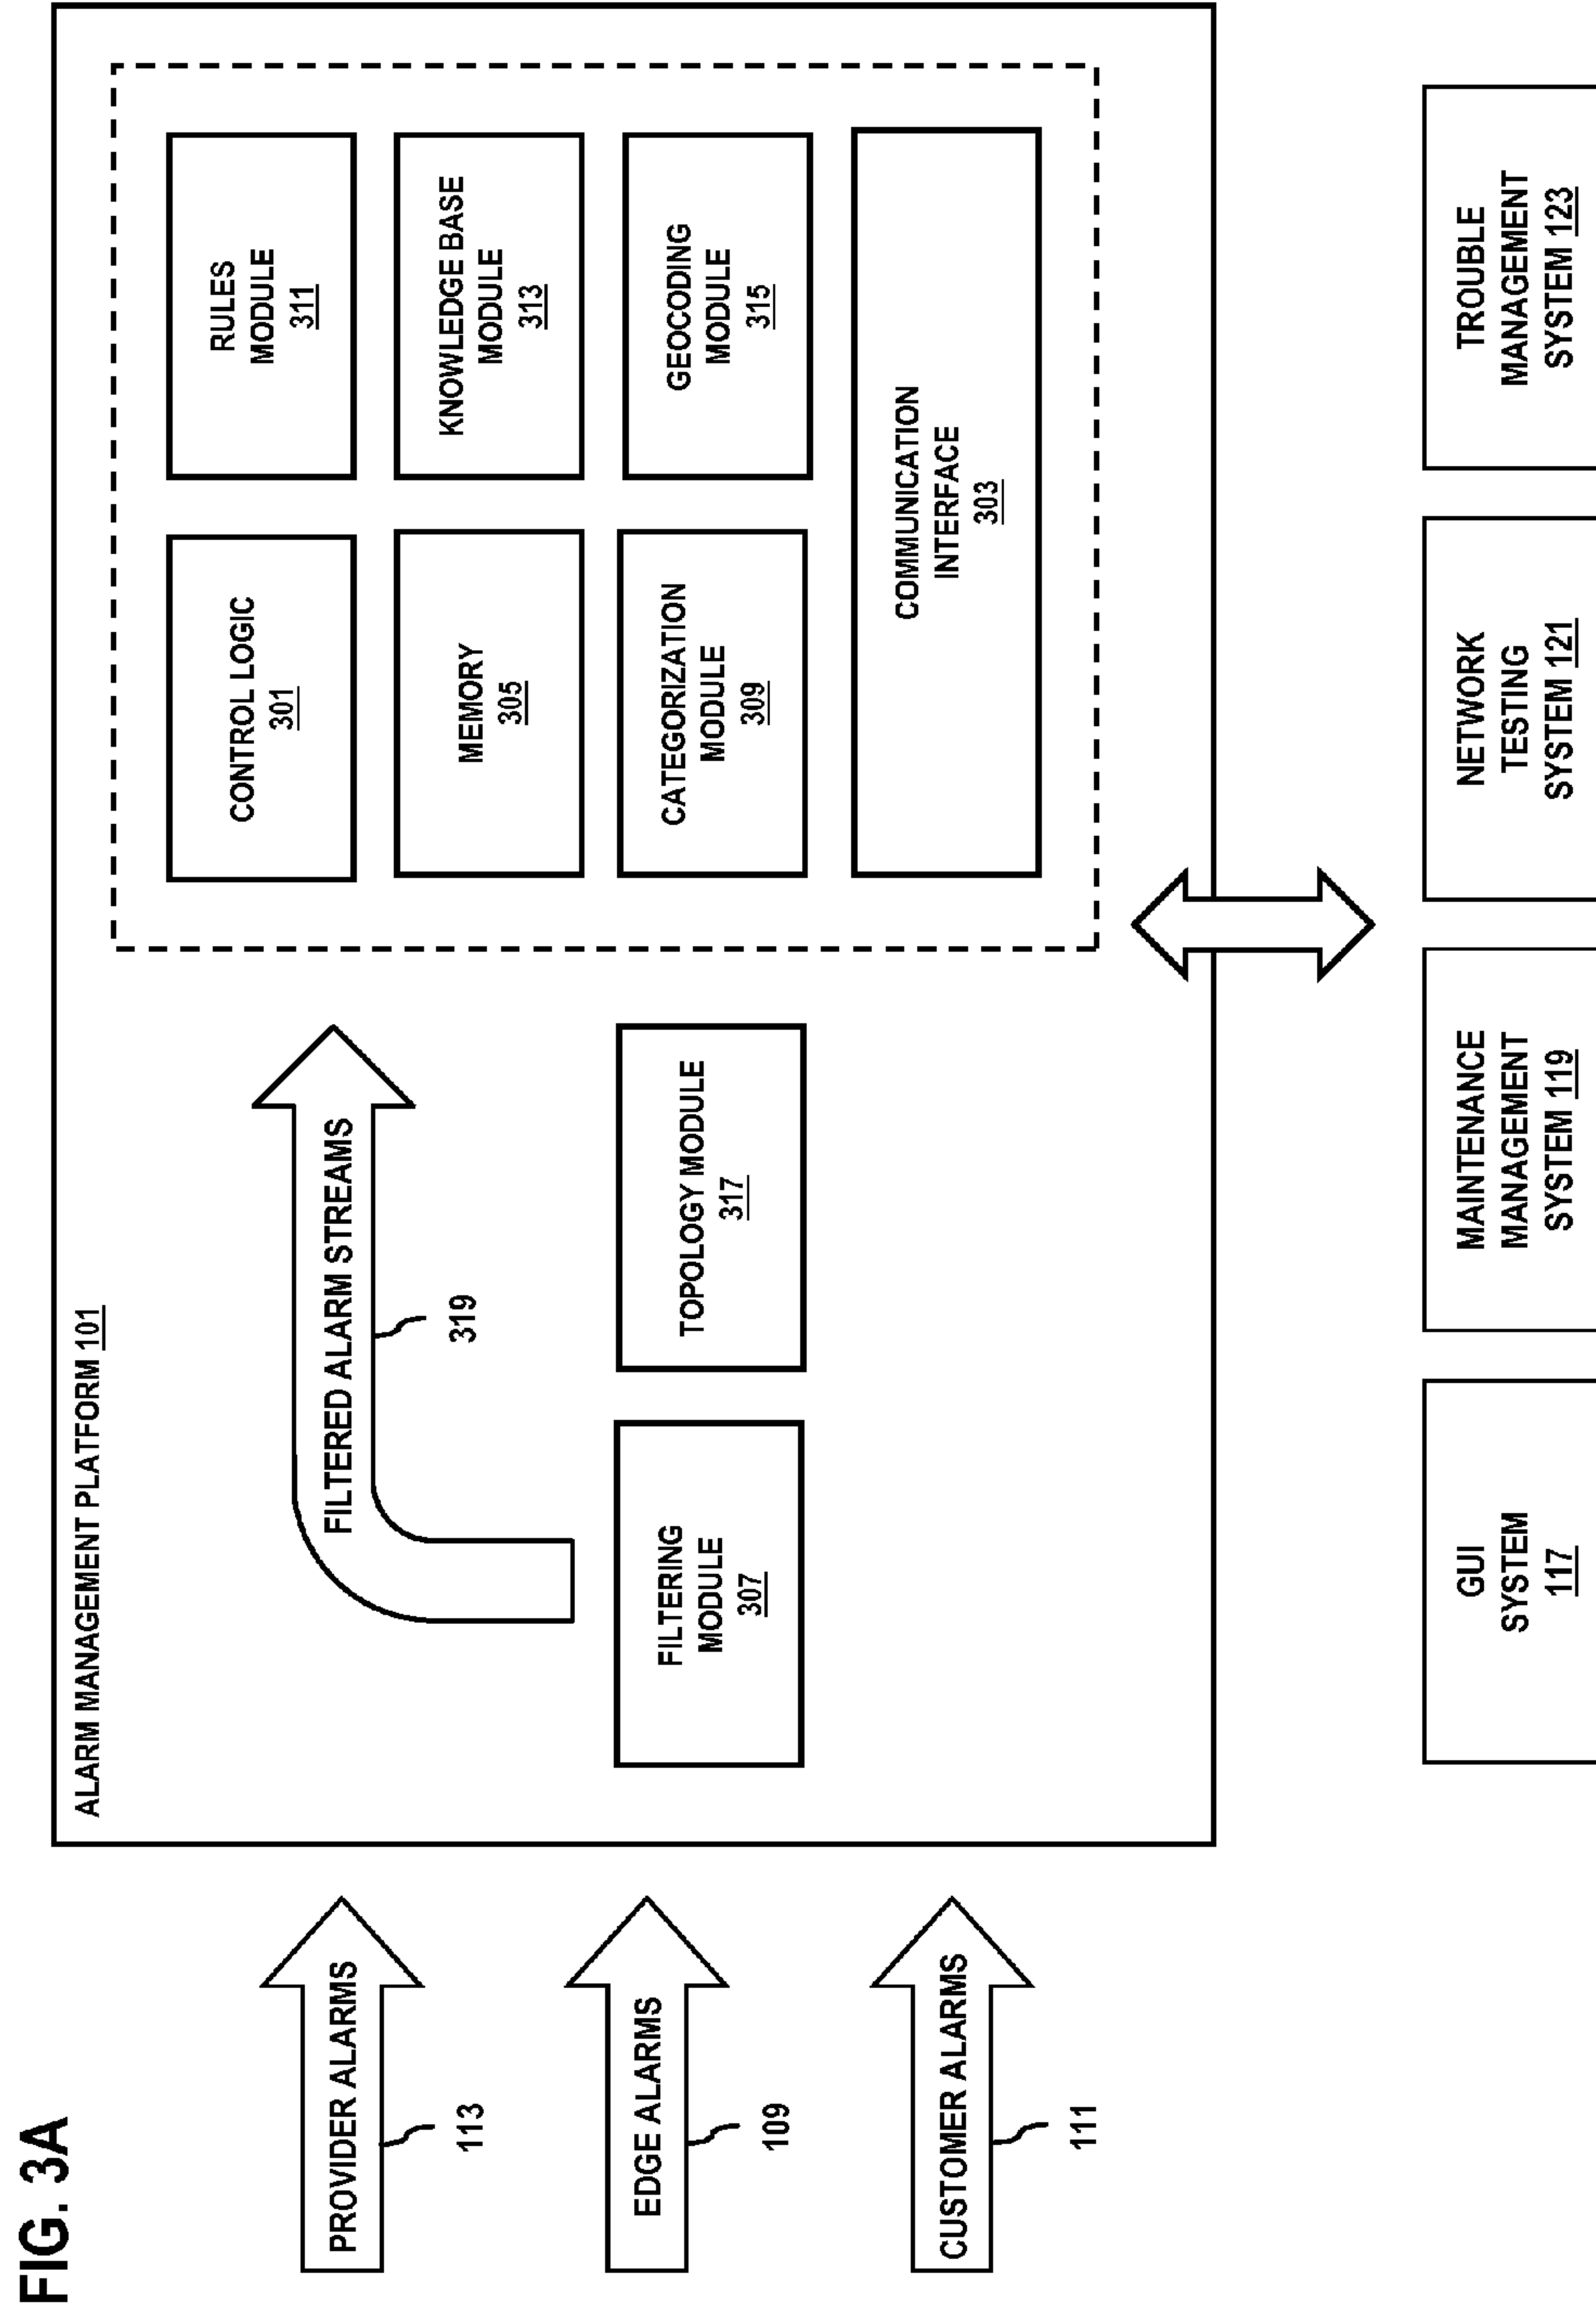 FIG. 3A
ALARM MANAGEMENT PLATFORM 101
PROVIDER ALARMS
113
EDGE ALARMS
109
CUSTOMER ALARMS
111
FILTERED ALARM STREAMS
319
FILTERING
MODULE
307
TOPOLOGY MODULE
317
CONTROL LOGIC
301
RULES
MODULE
311
MEMORY
305
KNOWLEDGE BASE
MODULE
313
CATEGORIZATION
MODULE
309
GEOCODING
MODULE
315
COMMUNICATION
INTERFACE
303
GUI
SYSTEM
117
MAINTENANCE
MANAGEMENT
SYSTEM 119
NETWORK
TESTING
SYSTEM 121
TROUBLE
MANAGEMENT
SYSTEM 123